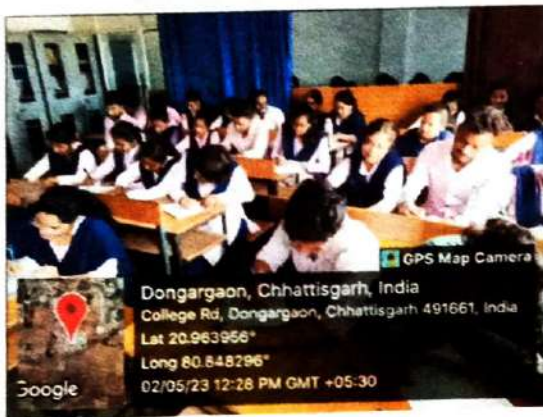 GPS Map Camera
Dongargaon, Chhattisgarh, India
College Rd, Dongargaon, Chhattisgarh 491661, India
Lat 20.963956°
Long 80.848296°
02/05/23 12:28 PM GMT +05:30
Google